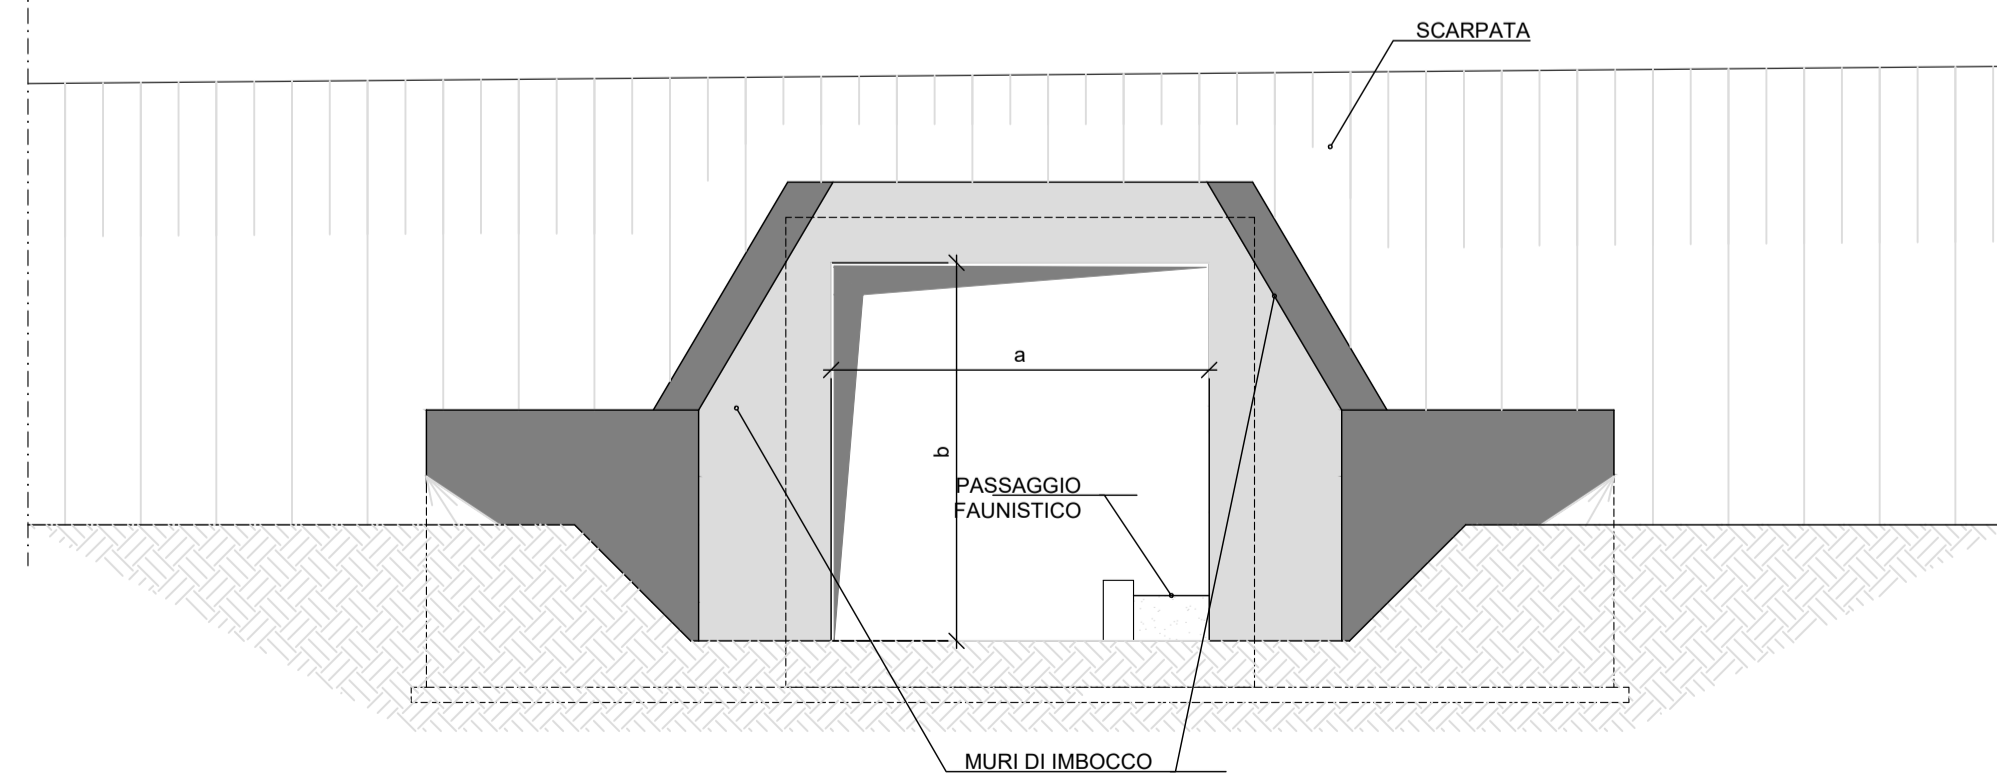 SCARPATA
a
b
PASSAGGIO
FAUNISTICO
MURI DI IMBOCCO